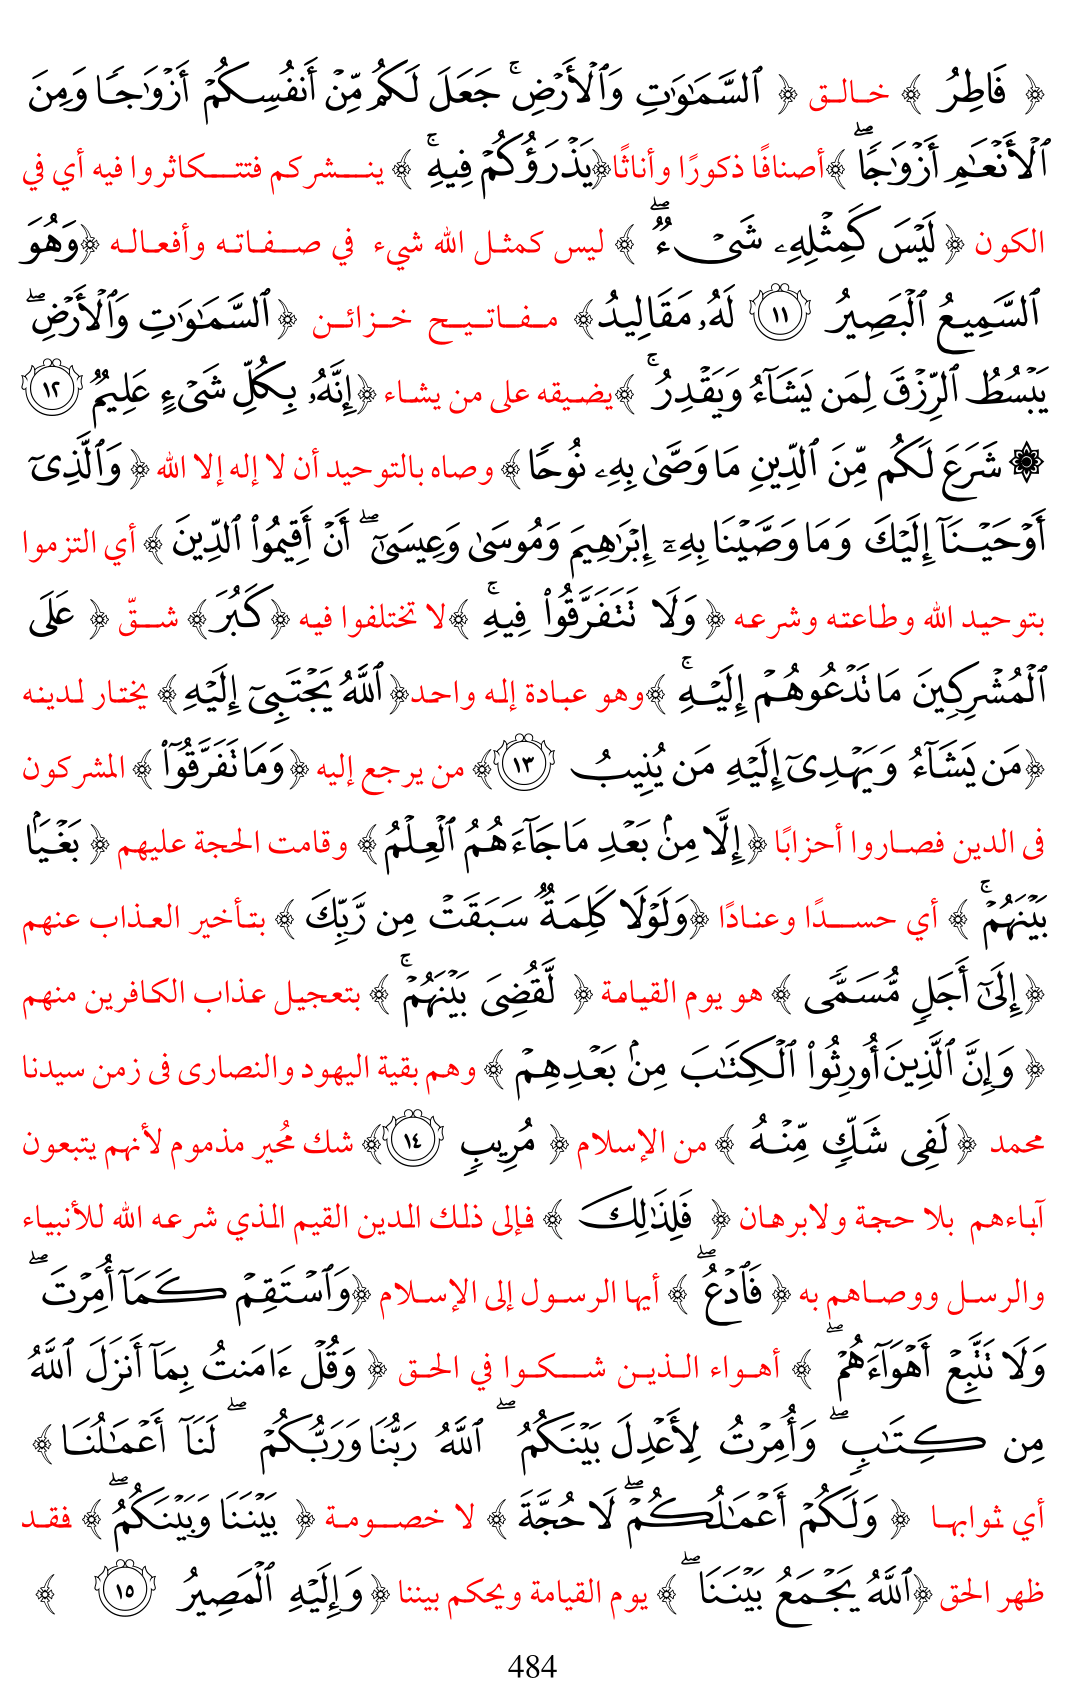 ﴿ فَاطِرُ ﴾ خالق ﴿ ٱلسَّمَـٰوَٰتِ وَٱلْأَرْضِ ۚ جَعَلَ لَكُم مِّنْ أَنفُسِكُمْ أَزْوَٰجًا وَمِنَ
ٱلْأَنْعَـٰمِ أَزْوَٰجًا ۖ ﴾أصنافًا ذكورًا وأناثًا﴿يَذْرَؤُكُمْ فِيهِ ۚ ﴾ ينشركم فتتكاثروا فيه أي في
الكون ﴿ لَيْسَ كَمِثْلِهِۦ شَىْءٌ ۖ ﴾ ليس كمثل الله شيء في صفاته وأفعاله ﴿وَهُوَ
ٱلسَّمِيعُ ٱلْبَصِيرُ ١١ لَهُۥ مَقَالِيدُ﴾ مفاتيح خزائن ﴿ ٱلسَّمَـٰوَٰتِ وَٱلْأَرْضِ ۖ
يَبْسُطُ ٱلرِّزْقَ لِمَن يَشَآءُ وَيَقْدِرُ ۚ ﴾يضيقه على من يشاء ﴿إِنَّهُۥ بِكُلِّ شَىْءٍ عَلِيمٌ ١٢
۞ شَرَعَ لَكُم مِّنَ ٱلدِّينِ مَا وَصَّىٰ بِهِۦ نُوحًا﴾ وصاه بالتوحيد أن لا إله إلا الله ﴿ وَٱلَّذِىٓ
أَوْحَيْنَآ إِلَيْكَ وَمَا وَصَّيْنَا بِهِۦٓ إِبْرَٰهِيمَ وَمُوسَىٰ وَعِيسَىٰٓ ۖ أَنْ أَقِيمُوا۟ ٱلدِّينَ ﴾ أي التزموا
بتوحيد الله وطاعته وشرعه ﴿ وَلَا تَتَفَرَّقُوا۟ فِيهِ ۚ ﴾لا تختلفوا فيه ﴿كَبُرَ﴾ شقّ ﴿ عَلَى
ٱلْمُشْرِكِينَ مَا تَدْعُوهُمْ إِلَيْهِ ۚ ﴾وهو عبادة إله واحد﴿ٱللَّهُ يَجْتَبِىٓ إِلَيْهِ﴾ يختار لدينه
﴿مَن يَشَآءُ وَيَهْدِىٓ إِلَيْهِ مَن يُنِيبُ ١٣﴾ من يرجع إليه ﴿وَمَا تَفَرَّقُوٓا۟ ﴾ المشركون
فى الدين فصاروا أحزابًا ﴿إِلَّا مِنۢ بَعْدِ مَا جَآءَهُمُ ٱلْعِلْمُ﴾ وقامت الحجة عليهم ﴿ بَغْيًۢا
بَيْنَهُمْ ۚ ﴾ أي حسدًا وعنادًا ﴿وَلَوْلَا كَلِمَةٌ سَبَقَتْ مِن رَّبِّكَ ﴾ بتأخير العذاب عنهم
﴿إِلَىٰٓ أَجَلٍ مُّسَمًّى ﴾ هو يوم القيامة ﴿ لَّقُضِىَ بَيْنَهُمْ ۚ ﴾ بتعجيل عذاب الكافرين منهم
﴿ وَإِنَّ ٱلَّذِينَ أُورِثُوا۟ ٱلْكِتَـٰبَ مِنۢ بَعْدِهِمْ ﴾ وهم بقية اليهود والنصارى فى زمن سيدنا
محمد ﴿ لَفِى شَكٍّ مِّنْهُ ﴾ من الإسلام ﴿ مُرِيبٍ ١٤﴾ شك مُحير مذموم لأنهم يتبعون
آباءهم بلا حجة ولا برهان ﴿ فَلِذَٰلِكَ ﴾ فإلى ذلك الدين القيم الذي شرعه الله للأنبياء
والرسل ووصاهم به ﴿ فَٱدْعُ ۖ ﴾ أيها الرسول إلى الإسلام ﴿وَٱسْتَقِمْ كَمَآ أُمِرْتَ ۖ
وَلَا تَتَّبِعْ أَهْوَآءَهُمْ ۖ ﴾ أهواء الذين شكوا في الحق ﴿ وَقُلْ ءَامَنتُ بِمَآ أَنزَلَ ٱللَّهُ
مِن كِتَـٰبٍ ۖ وَأُمِرْتُ لِأَعْدِلَ بَيْنَكُمُ ۖ ٱللَّهُ رَبُّنَا وَرَبُّكُمْ ۖ لَنَآ أَعْمَـٰلُنَا ﴾
أي ثوابها ﴿ وَلَكُمْ أَعْمَـٰلُكُمْ ۖ لَا حُجَّةَ ﴾ لا خصومة ﴿ بَيْنَنَا وَبَيْنَكُمُ ۖ ﴾ فقد
ظهر الحق ﴿ٱللَّهُ يَجْمَعُ بَيْنَنَا ۖ ﴾ يوم القيامة ويحكم بيننا ﴿وَإِلَيْهِ ٱلْمَصِيرُ ١٥ ﴾
484